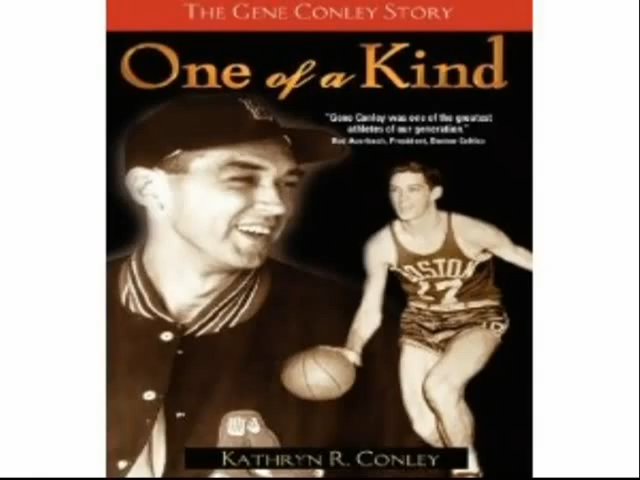 THE GENE CONLEY STORY
One of a Kind
"Gene Conley was one of the greatest
athletes of our generation."
Red Auerbach, President, Boston Celtics
BOSTON
17
KATHRYN R. CONLEY